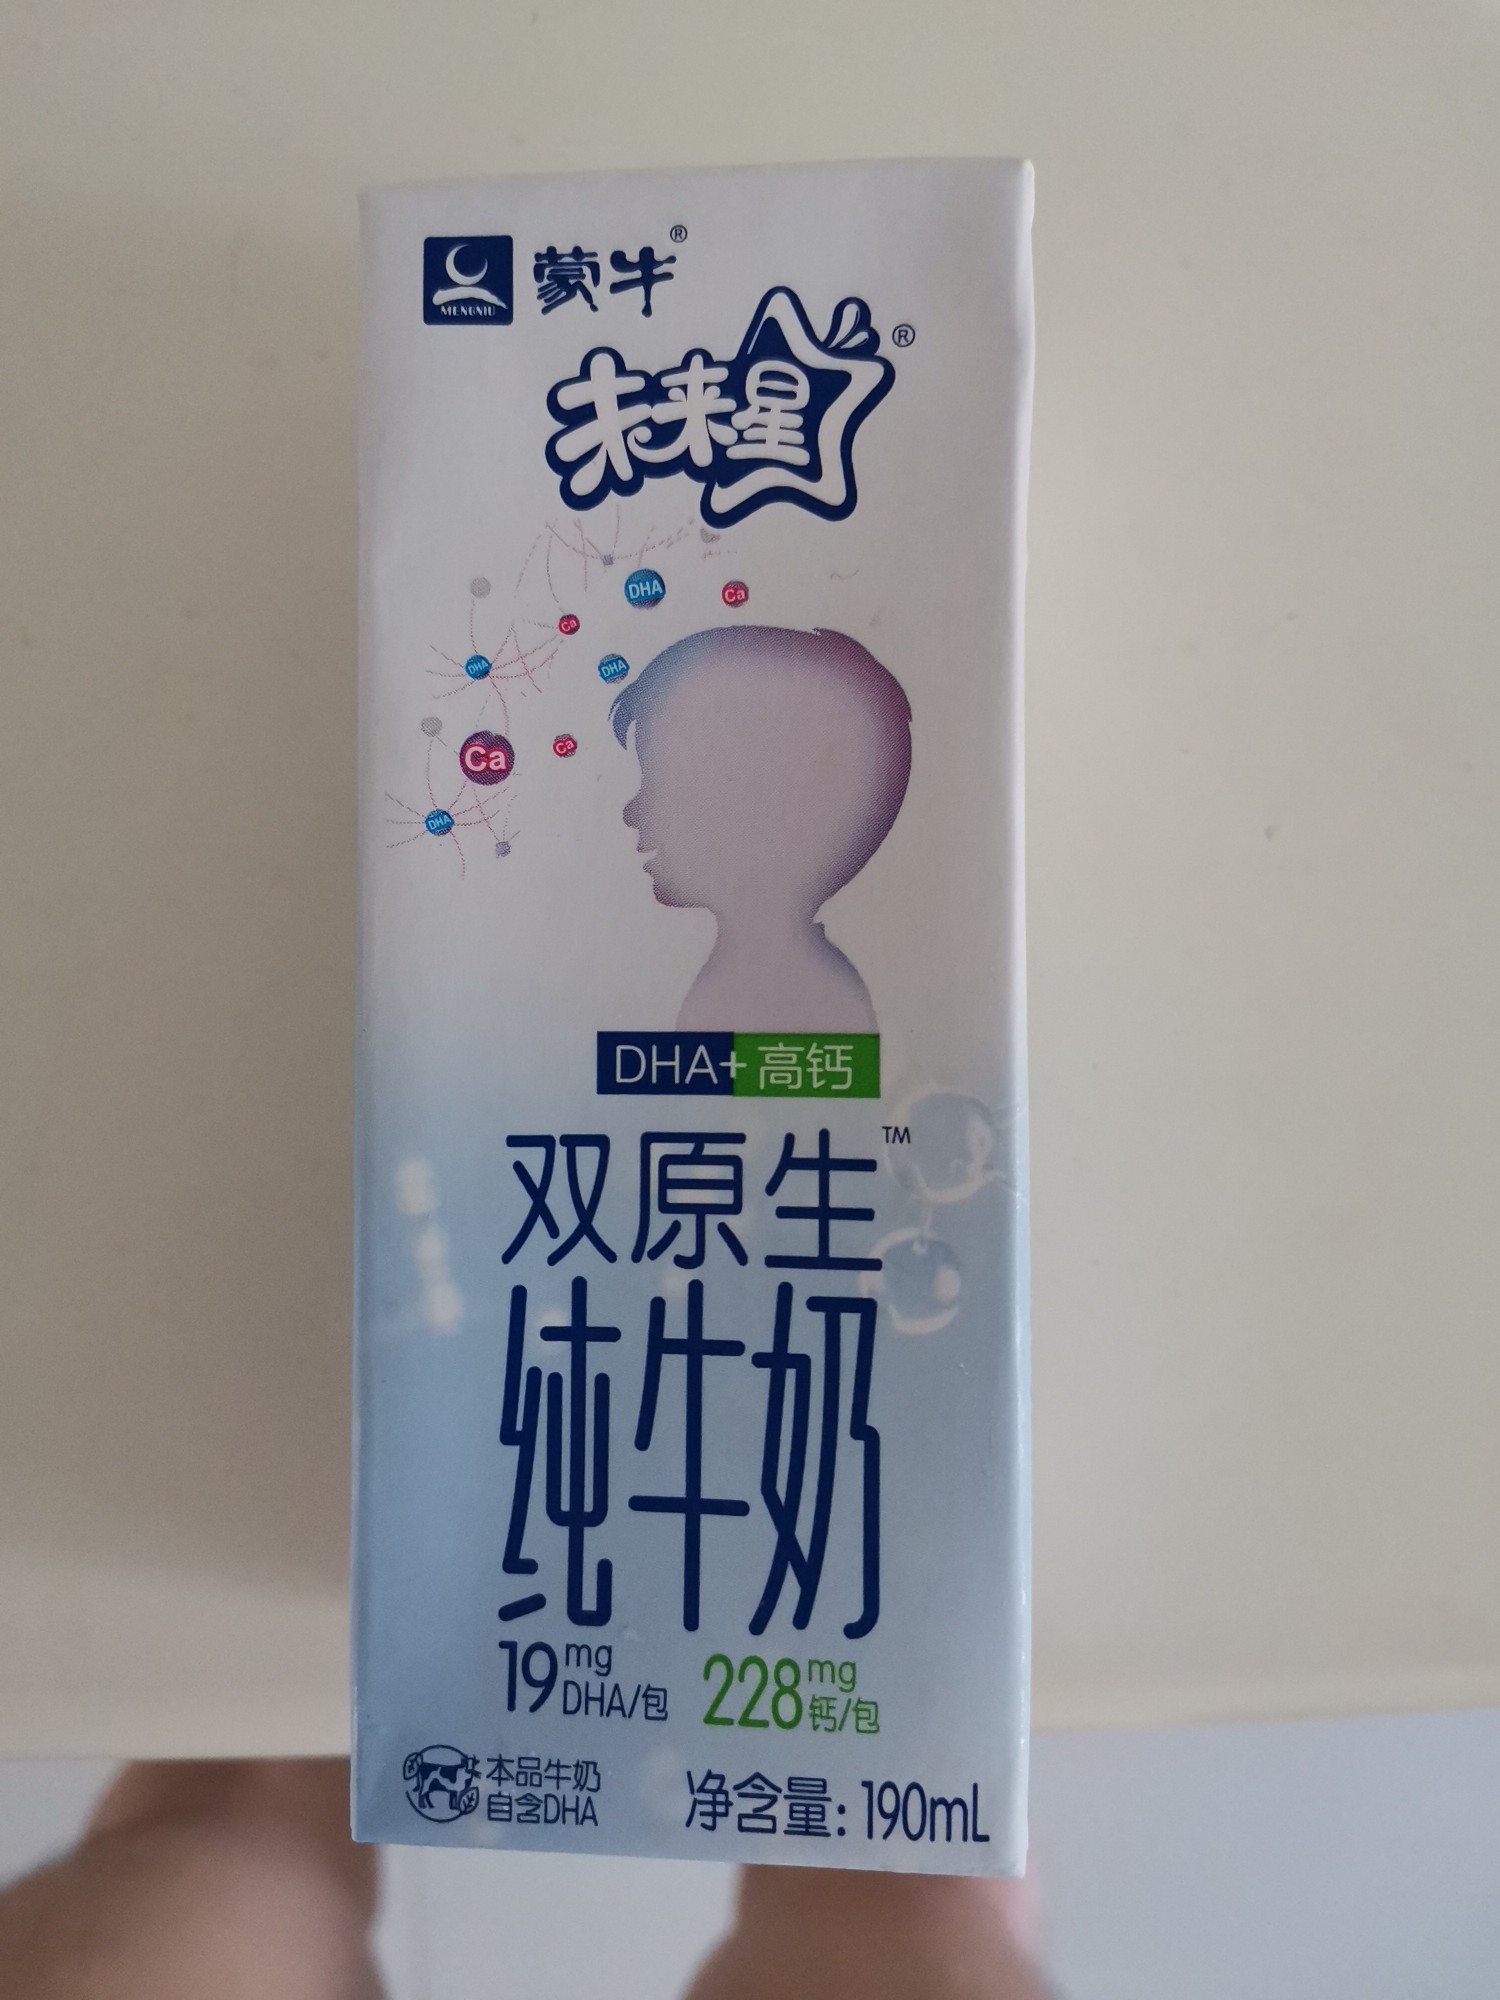 MENGNIU
蒙牛®
未来星®
DHA
Ca
Ca
DHA
DHA
Ca
Ca
DHA
DHA+高钙
双原生™
纯牛奶
19mg DHA/包 228mg 钙/包
本品牛奶
自含DHA
净含量：190mL